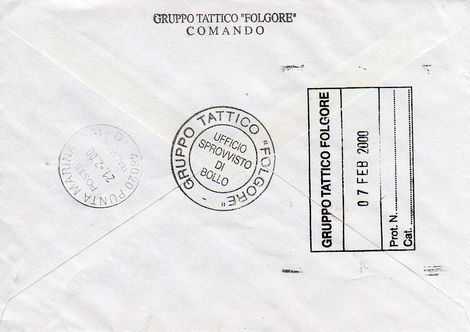 GRUPPO TATTICO "FOLGORE"
COMANDO
GRUPPO TATTICO "FOLGORE"
UFFICIO
SPROVVISTO
DI
BOLLO
48020 PUNTA MARINA
POSTE
21-2.00
GRUPPO TATTICO FOLGORE
07 FEB 2000
Prot. N.
Cat.